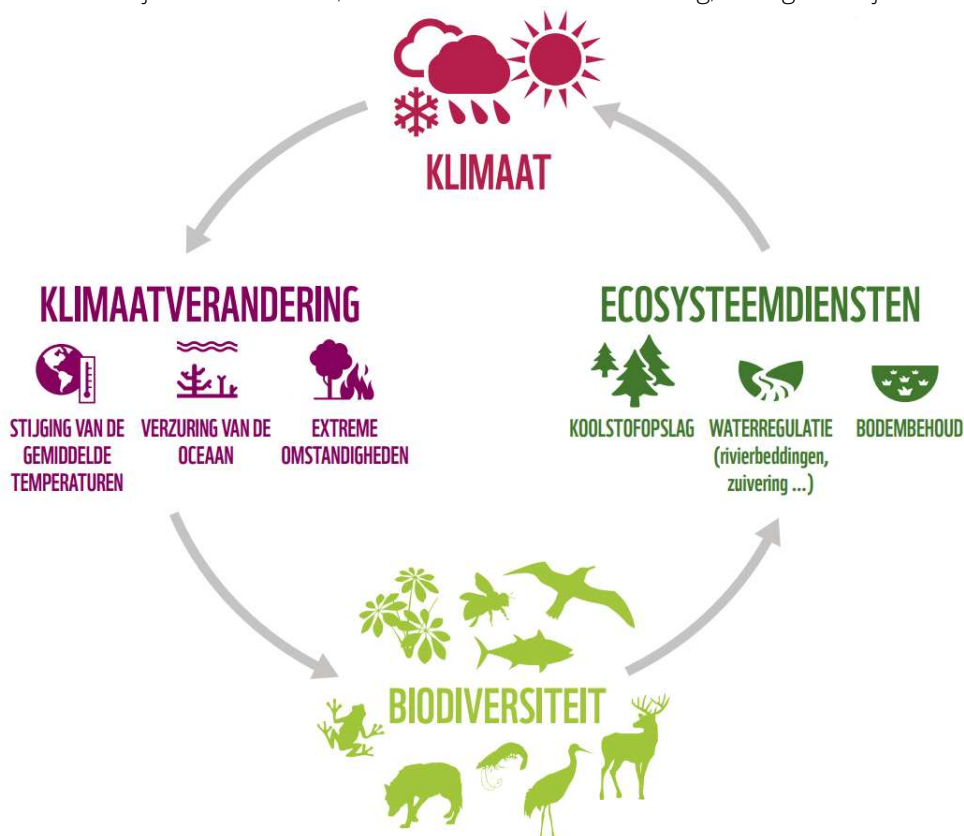 KLIMAAT
KLIMAATVERANDERING
STIJGING VAN DE
GEMIDDELDE
TEMPERATUREN
VERZURING VAN DE
OCEAAN
EXTREME
OMSTANDIGHEDEN
ECOSYSTEEMDIENSTEN
KOOLSTOFOPSLAG
WATERREGULATIE
(rivierbeddingen,
zuivering ...)
BODEMBEHOUD
BIODIVERSITEIT